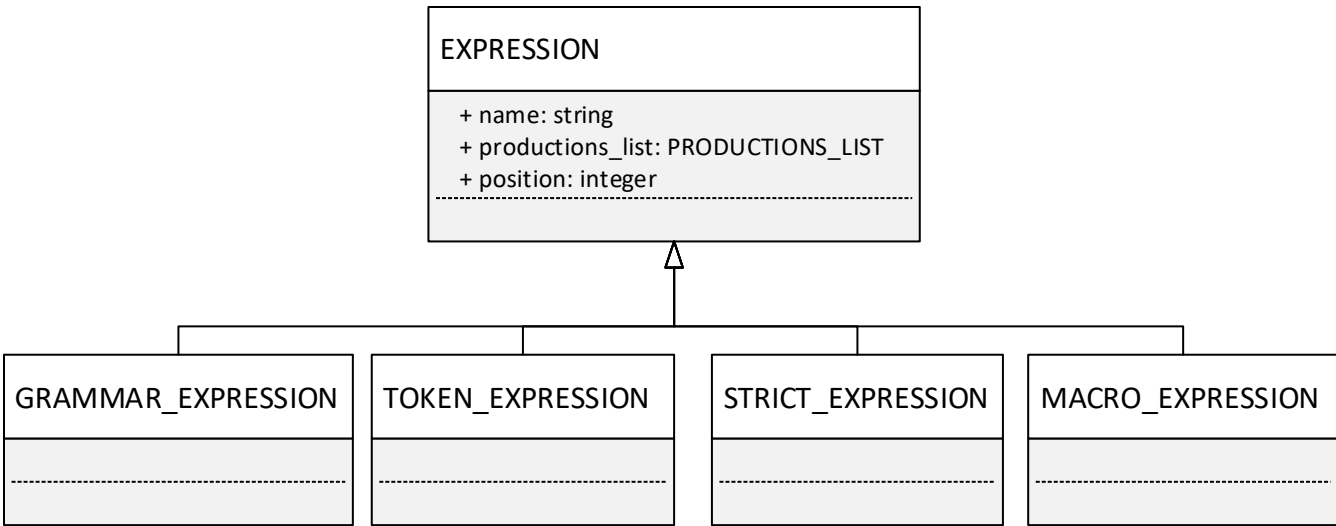 EXPRESSION
+ name: string
+ productions_list: PRODUCTIONS_LIST
+ position: integer
GRAMMAR_EXPRESSION
TOKEN_EXPRESSION
STRICT_EXPRESSION
MACRO_EXPRESSION